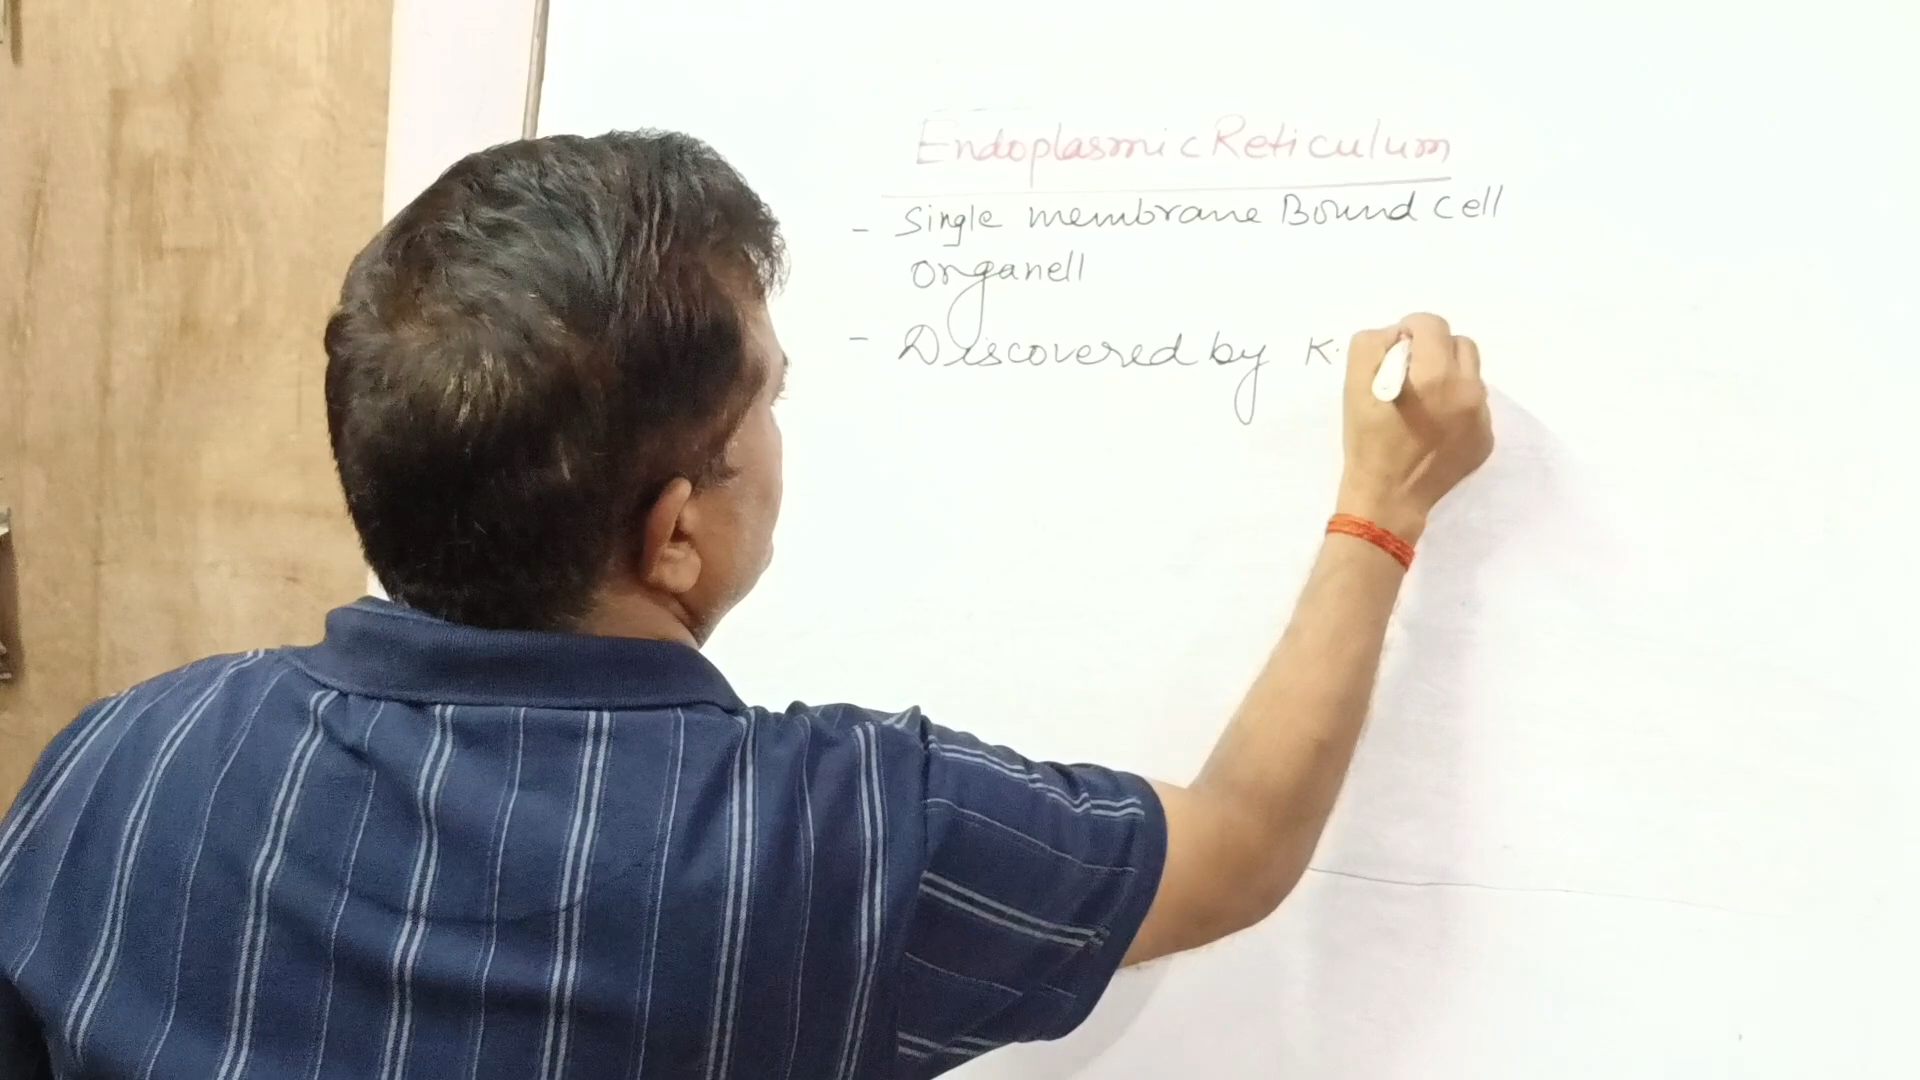 Endoplasmic Reticulum
- Single membrane Bound cell
organell
- Discovered by K.